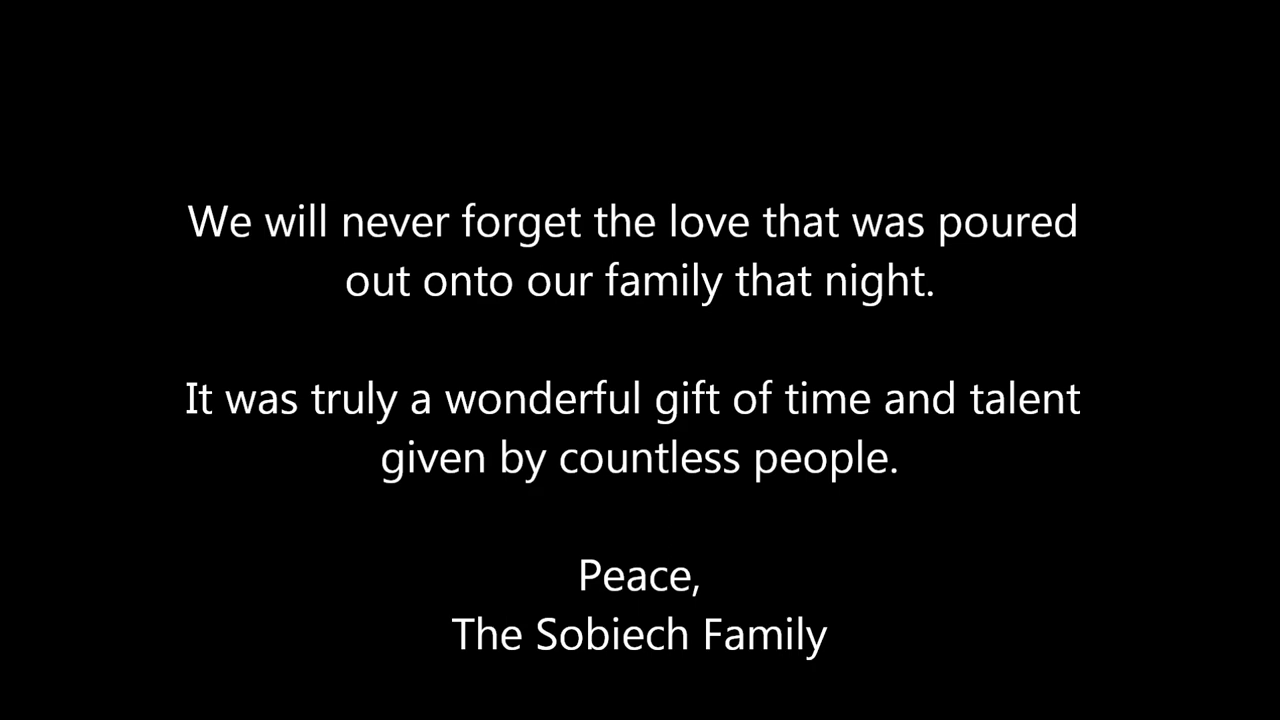 We will never forget the love that was poured
out onto our family that night.
It was truly a wonderful gift of time and talent
given by countless people.
Peace,
The Sobiech Family